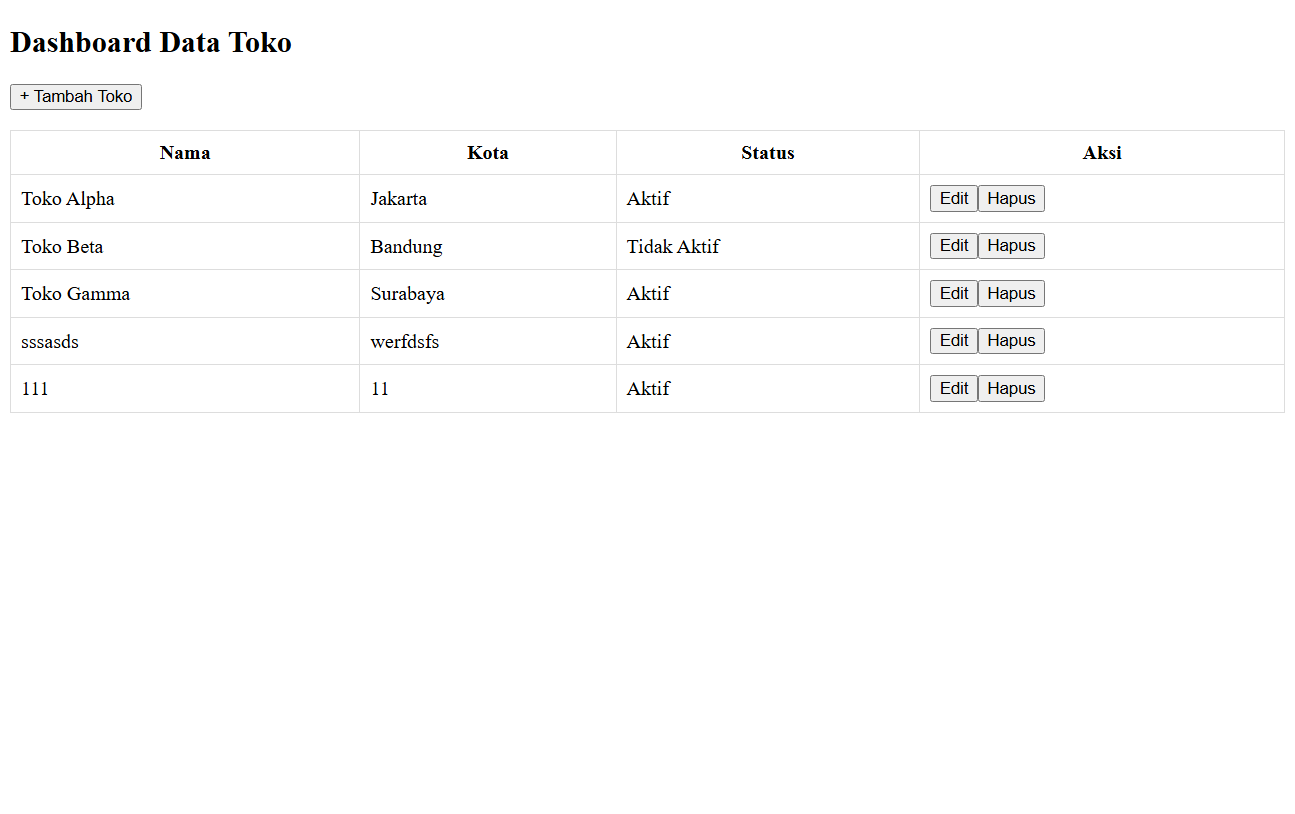 Dashboard Data Toko
+ Tambah Toko
Nama Kota Status Aksi
Toko Alpha Jakarta Aktif Edit Hapus
Toko Beta Bandung Tidak Aktif Edit Hapus
Toko Gamma Surabaya Aktif Edit Hapus
sssasds werfdsfs Aktif Edit Hapus
111 11 Aktif Edit Hapus